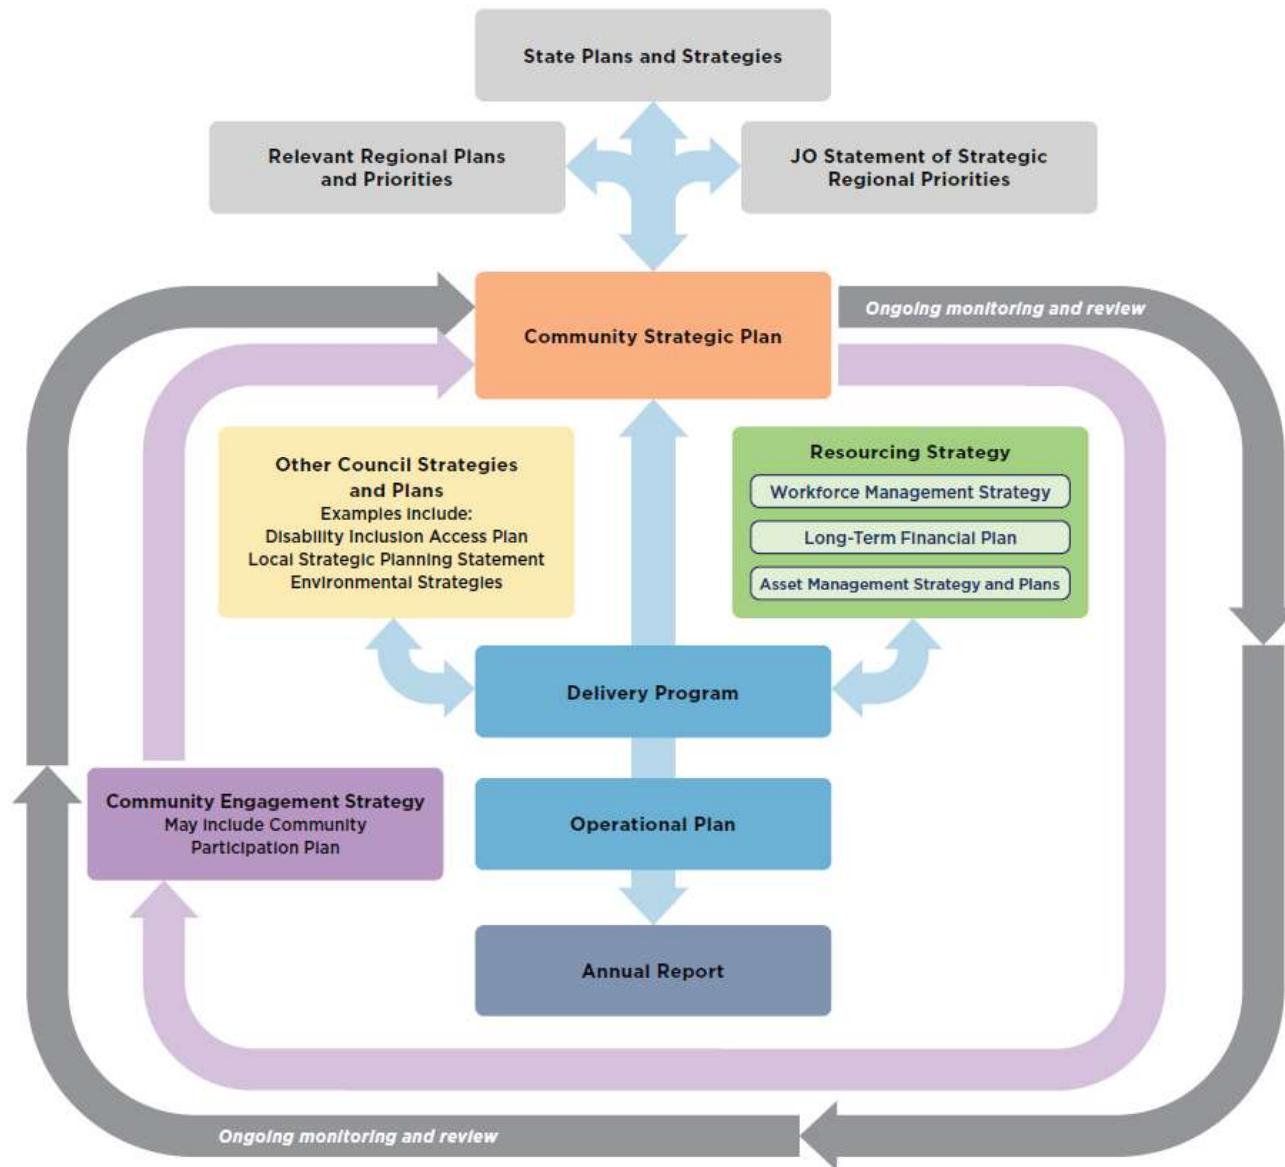 State Plans and Strategies
Relevant Regional Plans
and Priorities
JO Statement of Strategic
Regional Priorities
Community Strategic Plan
Ongoing monitoring and review
Other Council Strategies
and Plans
Examples include:
Disability Inclusion Access Plan
Local Strategic Planning Statement
Environmental Strategies
Resourcing Strategy
Workforce Management Strategy
Long-Term Financial Plan
Asset Management Strategy and Plans
Delivery Program
Community Engagement Strategy
May include Community
Participation Plan
Operational Plan
Annual Report
Ongoing monitoring and review